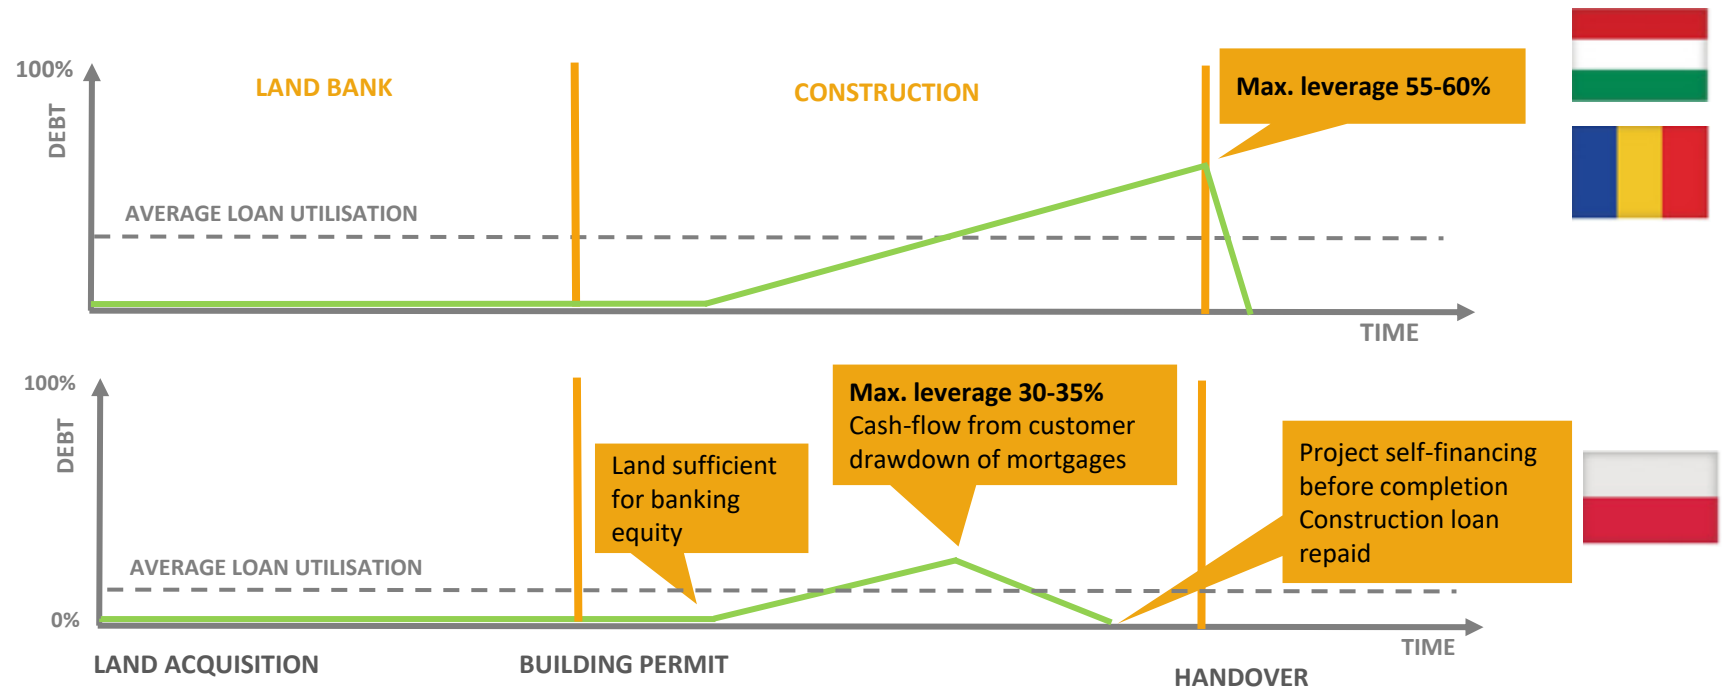 100%
DEBT
LAND BANK
CONSTRUCTION
Max. leverage 55-60%
AVERAGE LOAN UTILISATION
TIME
100%
DEBT
Land sufficient
for banking
equity
Max. leverage 30-35%
Cash-flow from customer
drawdown of mortgages
Project self-financing
before completion
Construction loan
repaid
AVERAGE LOAN UTILISATION
0%
TIME
LAND ACQUISITION
BUILDING PERMIT
HANDOVER